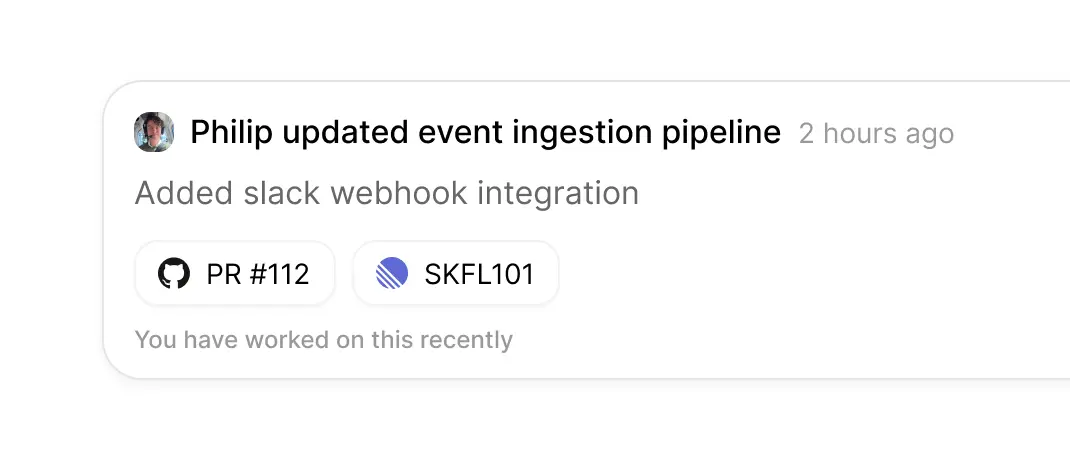 Philip updated event ingestion pipeline 2 hours ago
Added slack webhook integration
PR #112 SKFL101
You have worked on this recently